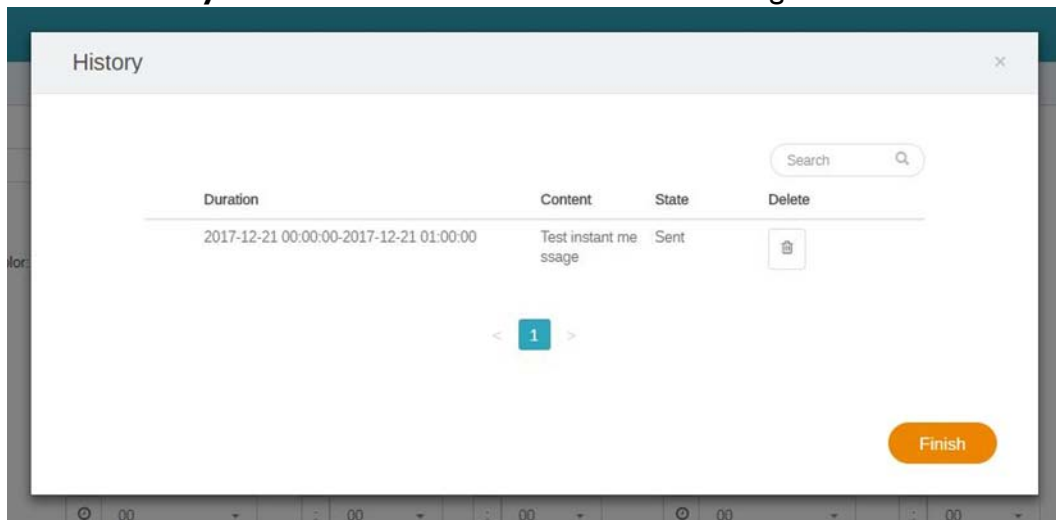 History
×
Search
Duration Content State Delete
2017-12-21 00:00:00-2017-12-21 01:00:00 Test instant me Sent
ssage
< 1 >
Finish
olor:
00 : 00 : 00 00 : 00